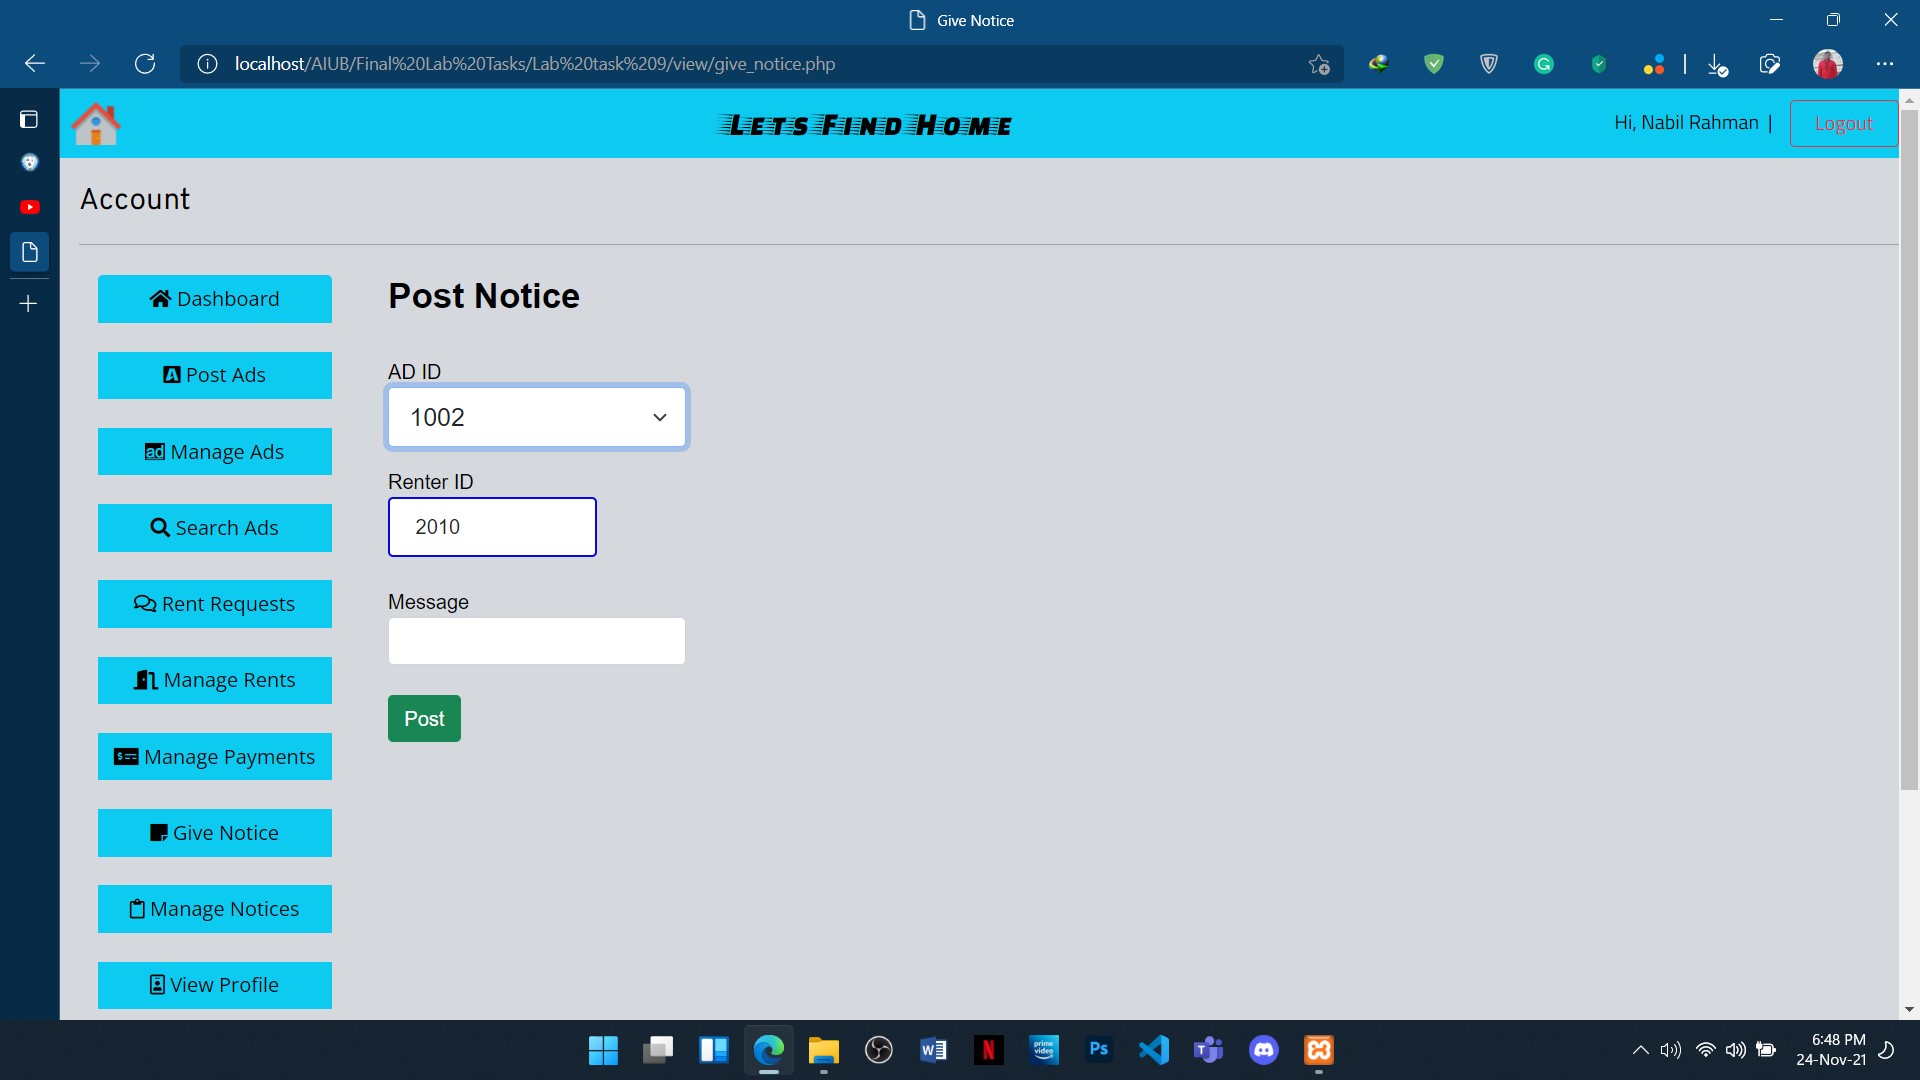 Give Notice
localhost/AIUB/Final%20Lab%20Tasks/Lab%20task%209/view/give_notice.php
Lets Find Home
Hi, Nabil Rahman |
Logout
Account
Dashboard
Post Ads
Manage Ads
Search Ads
Rent Requests
Manage Rents
Manage Payments
Give Notice
Manage Notices
View Profile
Post Notice
AD ID
1002
Renter ID
2010
Message
Post
6:48 PM
24-Nov-21